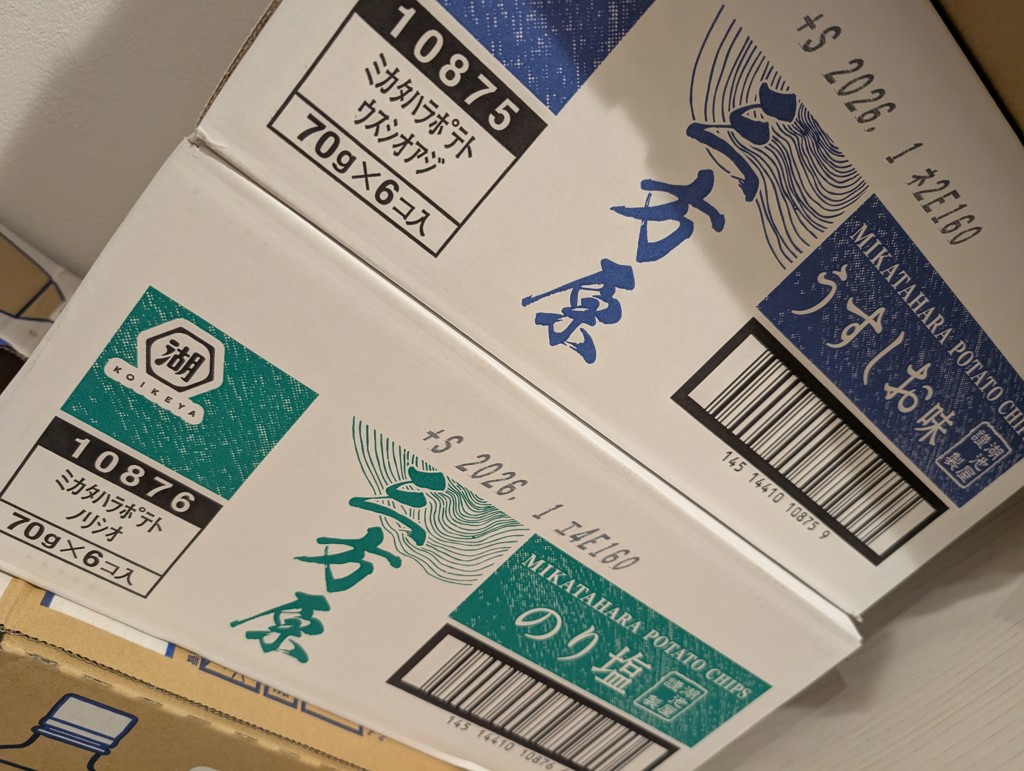 10875
ミカタハラポテト
ウスシオアジ
70g×6コ入
三方原
+S 2026. 1 ネ2E160
MIKATAHARA POTATO CHI
うすしお味
湖池屋
謹製
145 14410 10875 9
湖
KOIKEYA
10876
ミカタハラポテト
ノリシオ
70g×6コ入
三方原
+S 2026. 1 エ4E160
MIKATAHARA POTATO CHIPS
のり塩
湖池屋
謹製
145 14410 10876